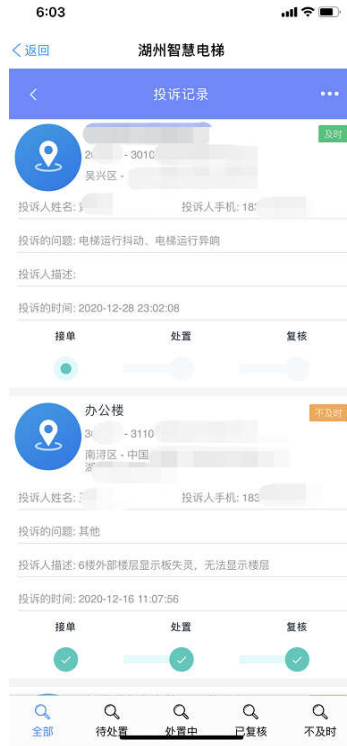 6:03
返回
湖州智慧电梯
投诉记录
及时
- 3010
吴兴区 -
投诉人姓名: 投诉人手机: 18
投诉的问题: 电梯运行抖动、电梯运行异响
投诉人描述:
投诉的时间: 2020-12-28 23:02:08
接单 处置 复核
办公楼
不及时
- 3110
南浔区 - 中国
投诉人姓名: 投诉人手机: 183
投诉的问题: 其他
投诉人描述: 6楼外部楼层显示板失灵，无法显示楼层
投诉的时间: 2020-12-16 11:07:56
接单 处置 复核
全部 待处置 处置中 已复核 不及时